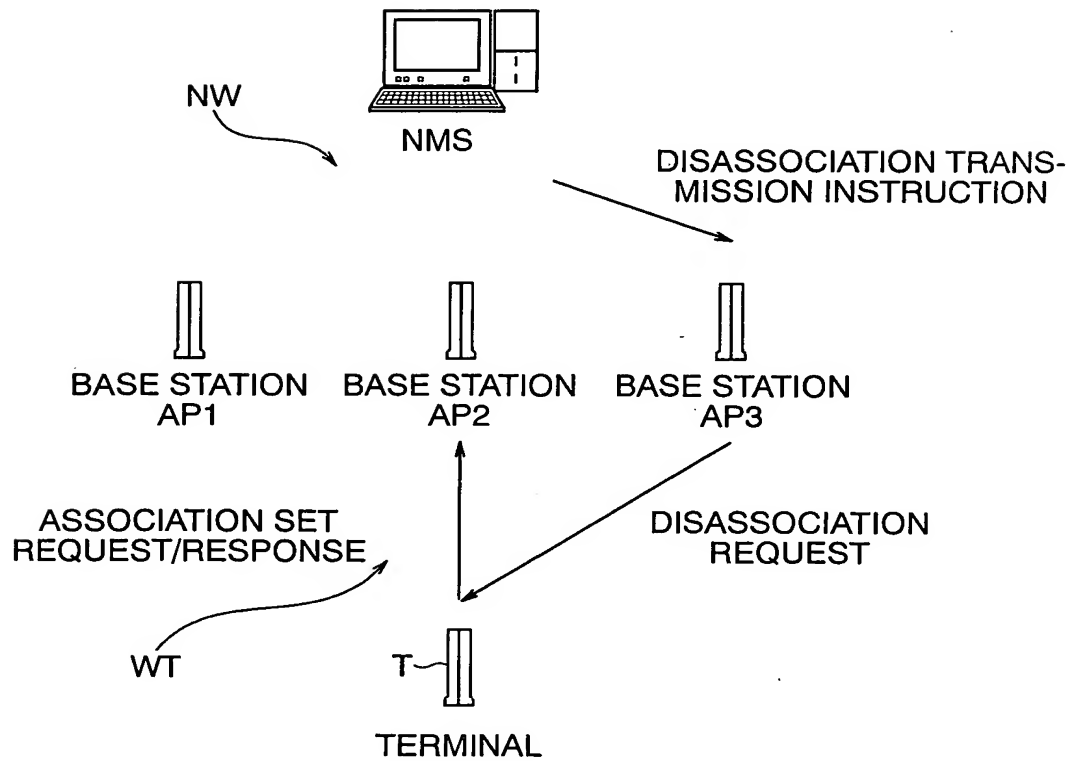 NW
NMS
DISASSOCIATION TRANS-
MISSION INSTRUCTION
BASE STATION
AP1
BASE STATION
AP2
BASE STATION
AP3
ASSOCIATION SET
REQUEST/RESPONSE
DISASSOCIATION
REQUEST
WT
T
TERMINAL